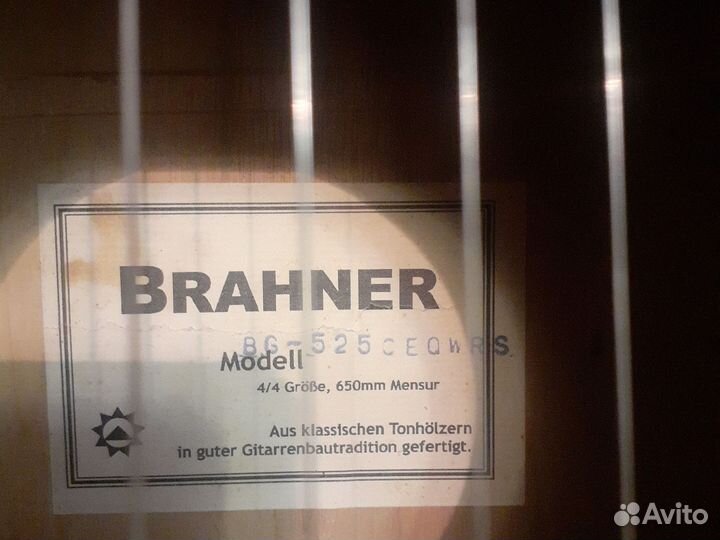 BRAHNER
Modell BG-525CEQWRS
4/4 Größe, 650mm Mensur
Aus klassischen Tonhölzern
in guter Gitarrenbautradition gefertigt.
Avito